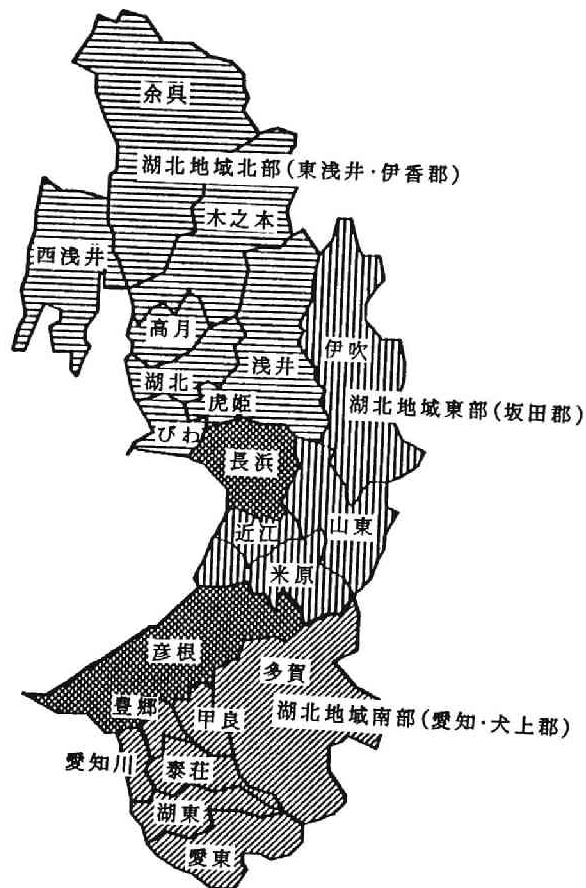 余呉
湖北地域北部(東浅井·伊香郡)
木之本
西浅井
高月
伊吹
浅井
湖北
虎姫
湖北地域東部(坂田郡)
びわ
長浜
山東
近江
米原
彦根
多賀
豊郷
甲良
湖北地域南部(愛知·犬上郡)
愛知川
秦荘
湖東
愛東